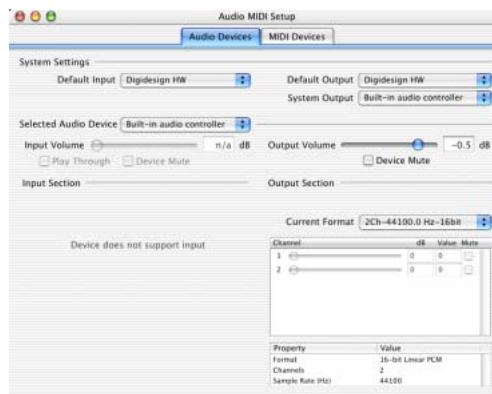 Audio MIDI Setup
Audio Devices MIDI Devices
System Settings
Default Input Digidesign HW Default Output Digidesign HW
System Output Built-in audio controller
Selected Audio Device Built-in audio controller
Input Volume n/a dB Output Volume -0.5 dB
Play Through Device Mute Device Mute
Input Section Output Section
Current Format 2Ch-44100.0 Hz-16bit
Device does not support input
Channel dB Value Mute
1 0 0
2 0 0
Property Value
Format 16-bit Linear PCM
Channels 2
Sample Rate (Hz) 44100